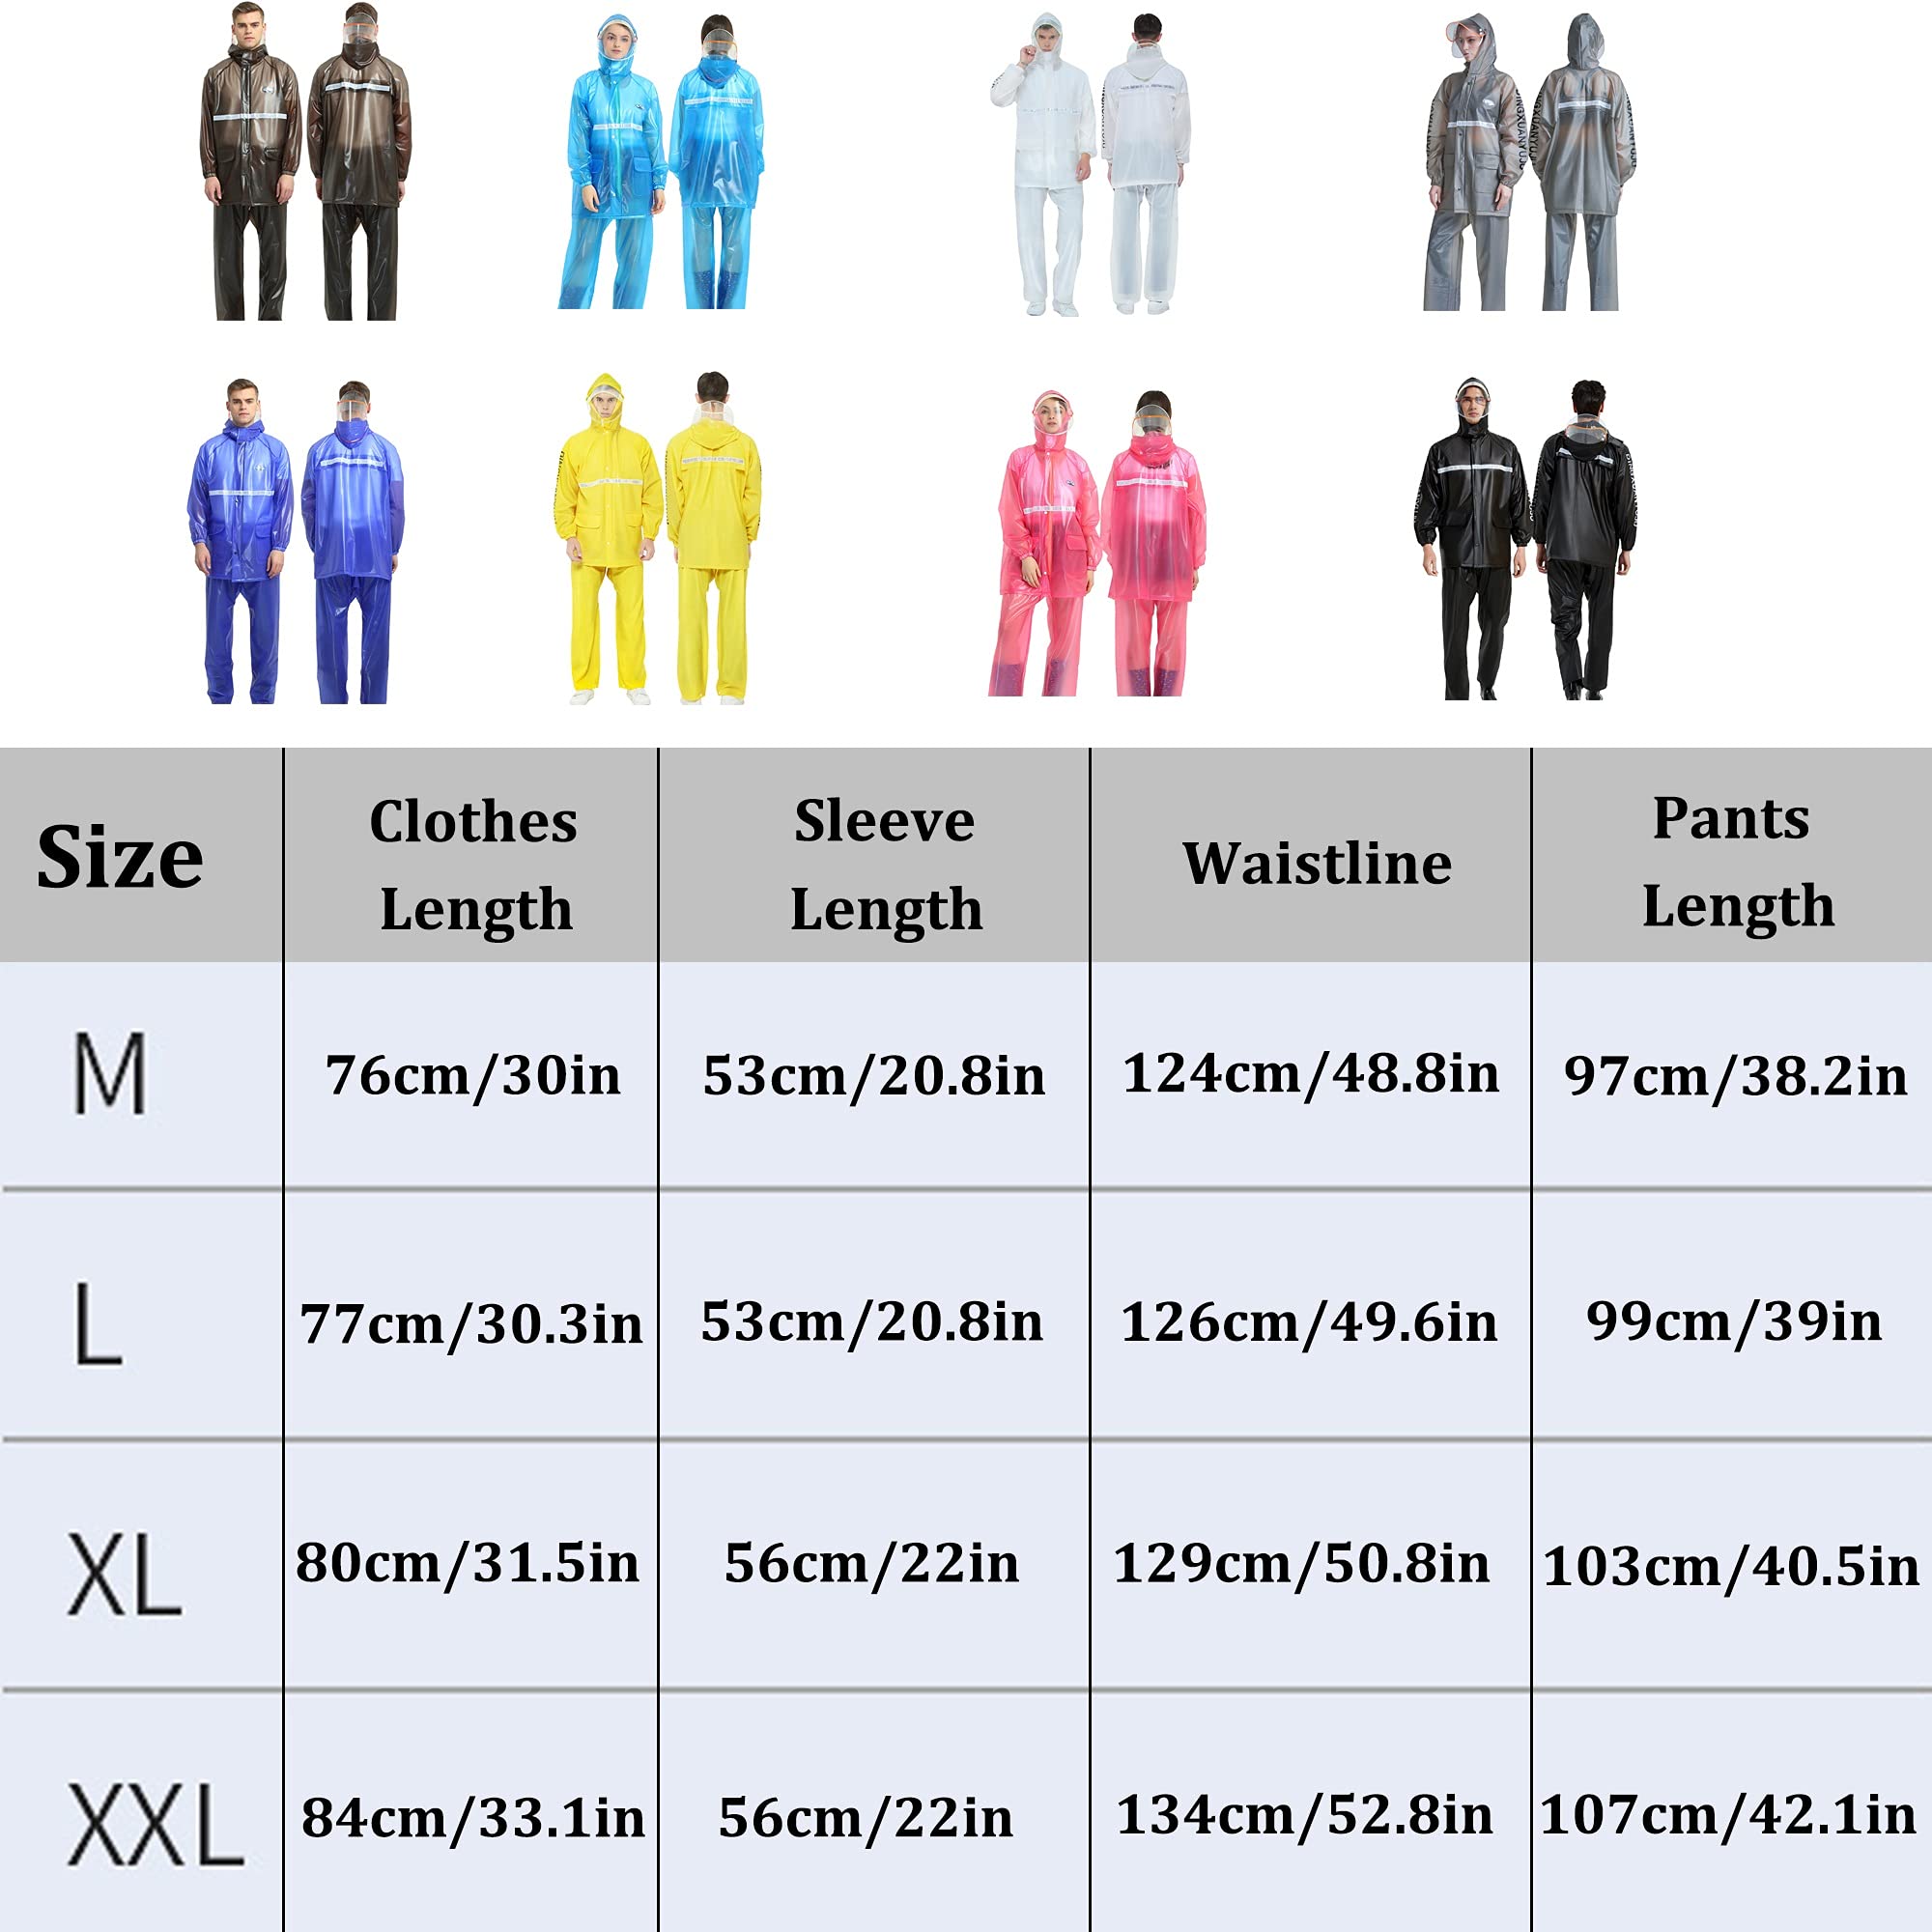 Size
Clothes
Length
Sleeve
Length
Waistline
Pants
Length
M
76cm/30in
53cm/20.8in
124cm/48.8in
97cm/38.2in
L
77cm/30.3in
53cm/20.8in
126cm/49.6in
99cm/39in
XL
80cm/31.5in
56cm/22in
129cm/50.8in
103cm/40.5in
XXL
84cm/33.1in
56cm/22in
134cm/52.8in
107cm/42.1in